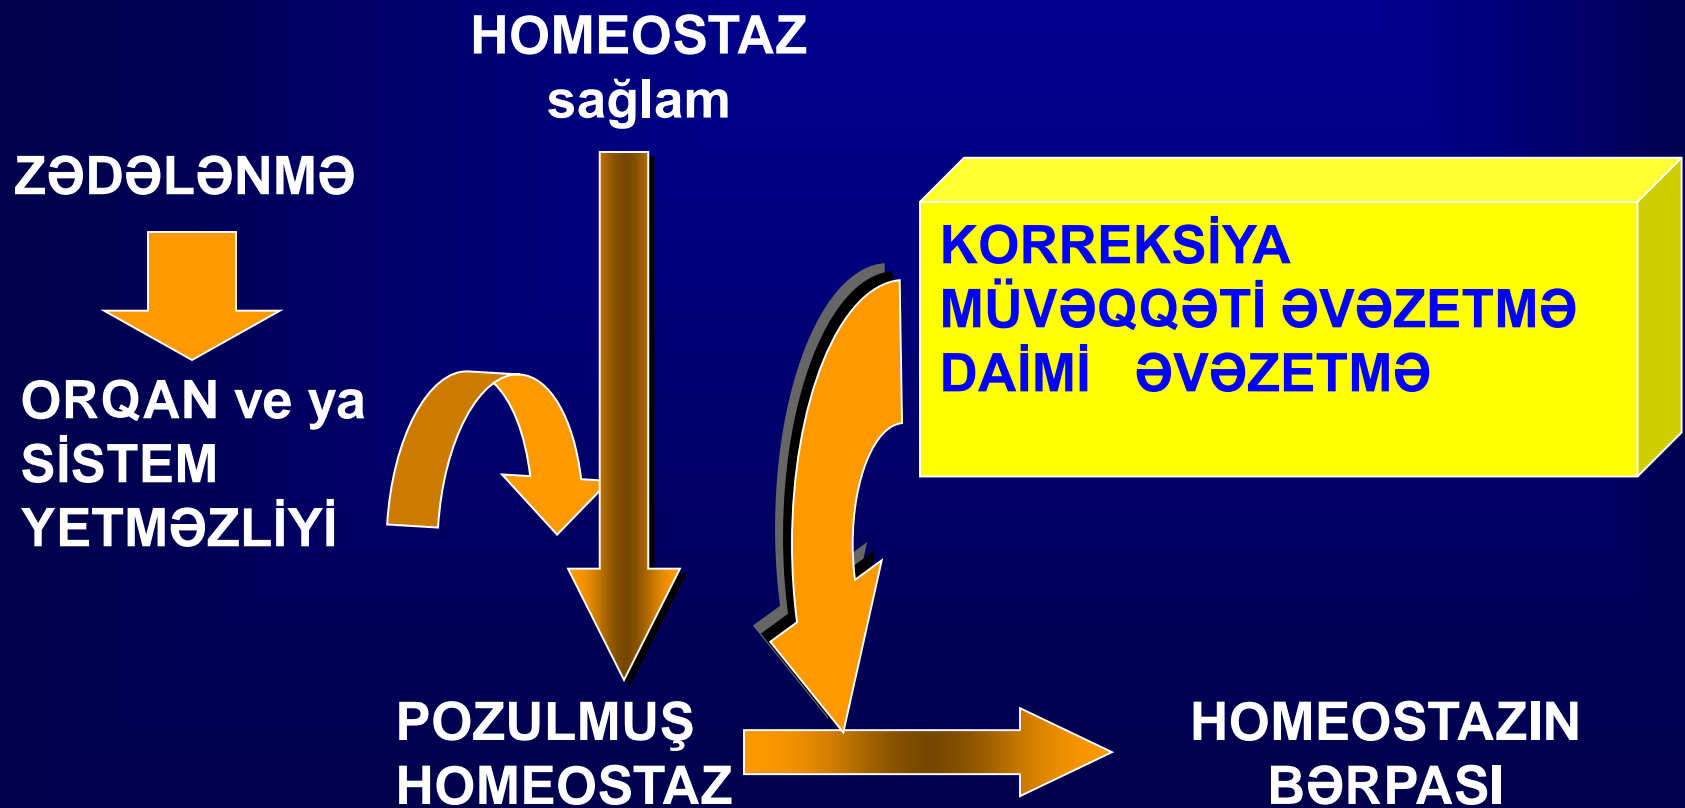 HOMEOSTAZ
sağlam
ZƏDƏLƏNMƏ
ORQAN ve ya
SİSTEM
YETMƏZLİYİ
KORREKSİYA
MÜVƏQQƏTİ ƏVƏZETMƏ
DAİMİ ƏVƏZETMƏ
POZULMUŞ
HOMEOSTAZ
HOMEOSTAZIN
BƏRPASI